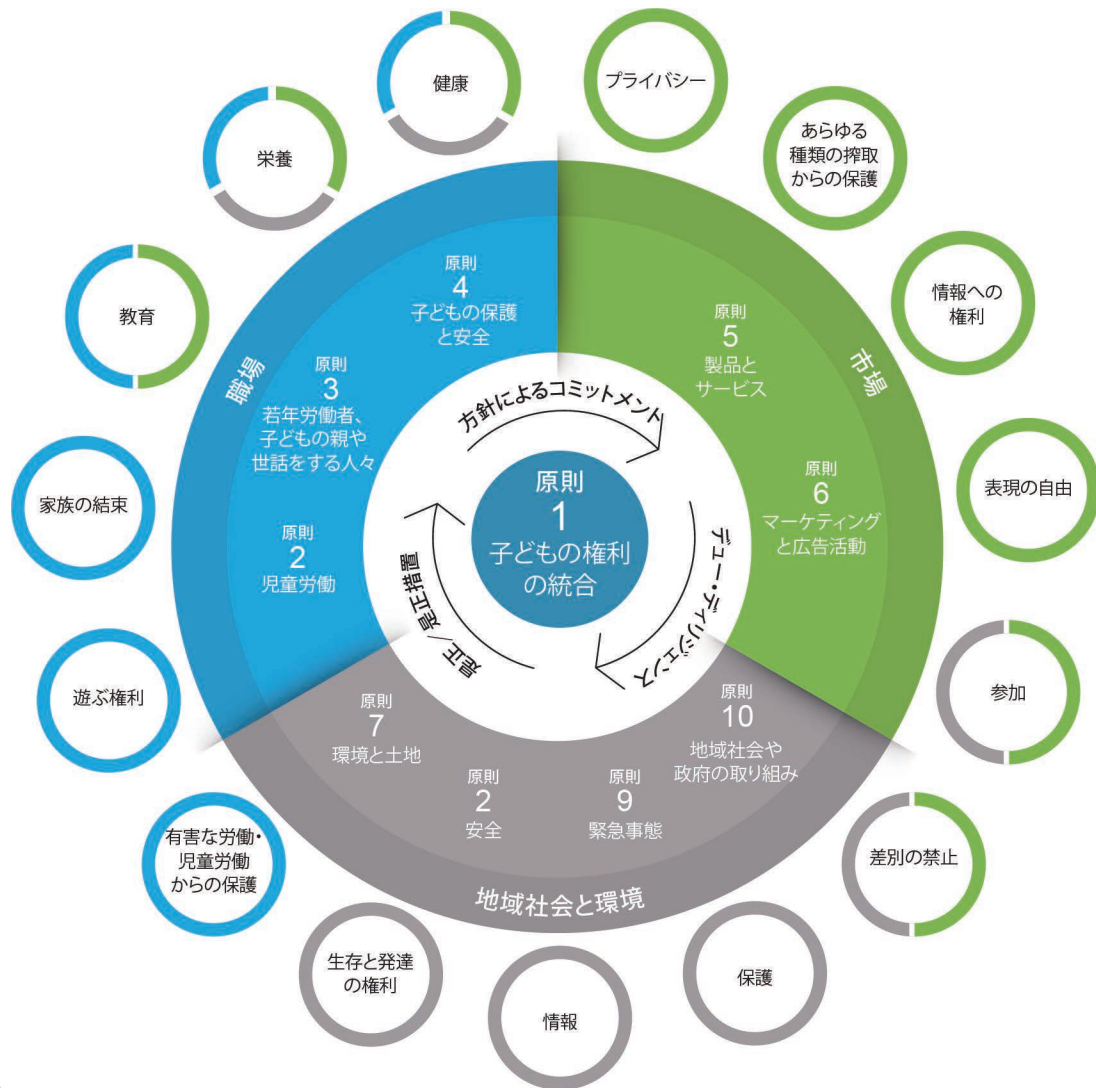 健康
プライバシー
栄養
あらゆる
種類の搾取
からの保護
教育
情報への
権利
家族の結束
表現の自由
遊ぶ権利
参加
有害な労働・
児童労働
からの保護
差別の禁止
生存と発達
の権利
情報
保護
職場
市場
地域社会と環境
原則
4
子どもの保護
と安全
原則
3
若年労働者、
子どもの親や
世話をする人々
原則
2
児童労働
原則
5
製品と
サービス
原則
6
マーケティング
と広告活動
原則
7
環境と土地
原則
2
安全
原則
9
緊急事態
原則
10
地域社会や
政府の取り組み
方針によるコミットメント
デュー・ディリジェンス
是正/是正措置
原則
1
子どもの権利
の統合